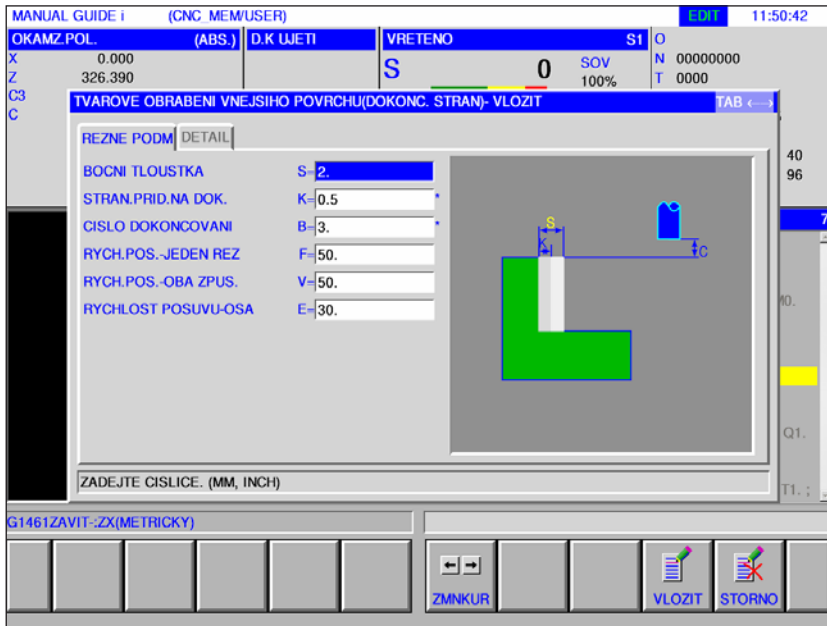 MANUAL GUIDE i (CNC_MEM/USER) EDIT 11:50:42
OKAMZ.POL. (ABS.) D.K UJETI VRETENO S1 O
X 0.000 S 0 SOV N 00000000
Z 326.390 100% T 0000
C3
C
TVAROVE OBRABENI VNEJSIHO POVRCHU(DOKONC. STRAN)- VLOZIT TAB ←→
REZNE PODM DETAIL
BOCNI TLOUSTKA S=2.
STRAN.PRID.NA DOK. K=0.5 *
CISLO DOKONCOVANI B=3. *
RYCH.POS.-JEDEN REZ F=50.
RYCH.POS.-OBA ZPUS. V=50.
RYCHLOST POSUVU-OSA E=30.
S
K
C
40
96
7
M0.
Q1.
T1. ;
ZADEJTE CISLICE. (MM, INCH)
G1461ZAVIT-:ZX(METRICKY)
ZMNKUR VLOZIT STORNO